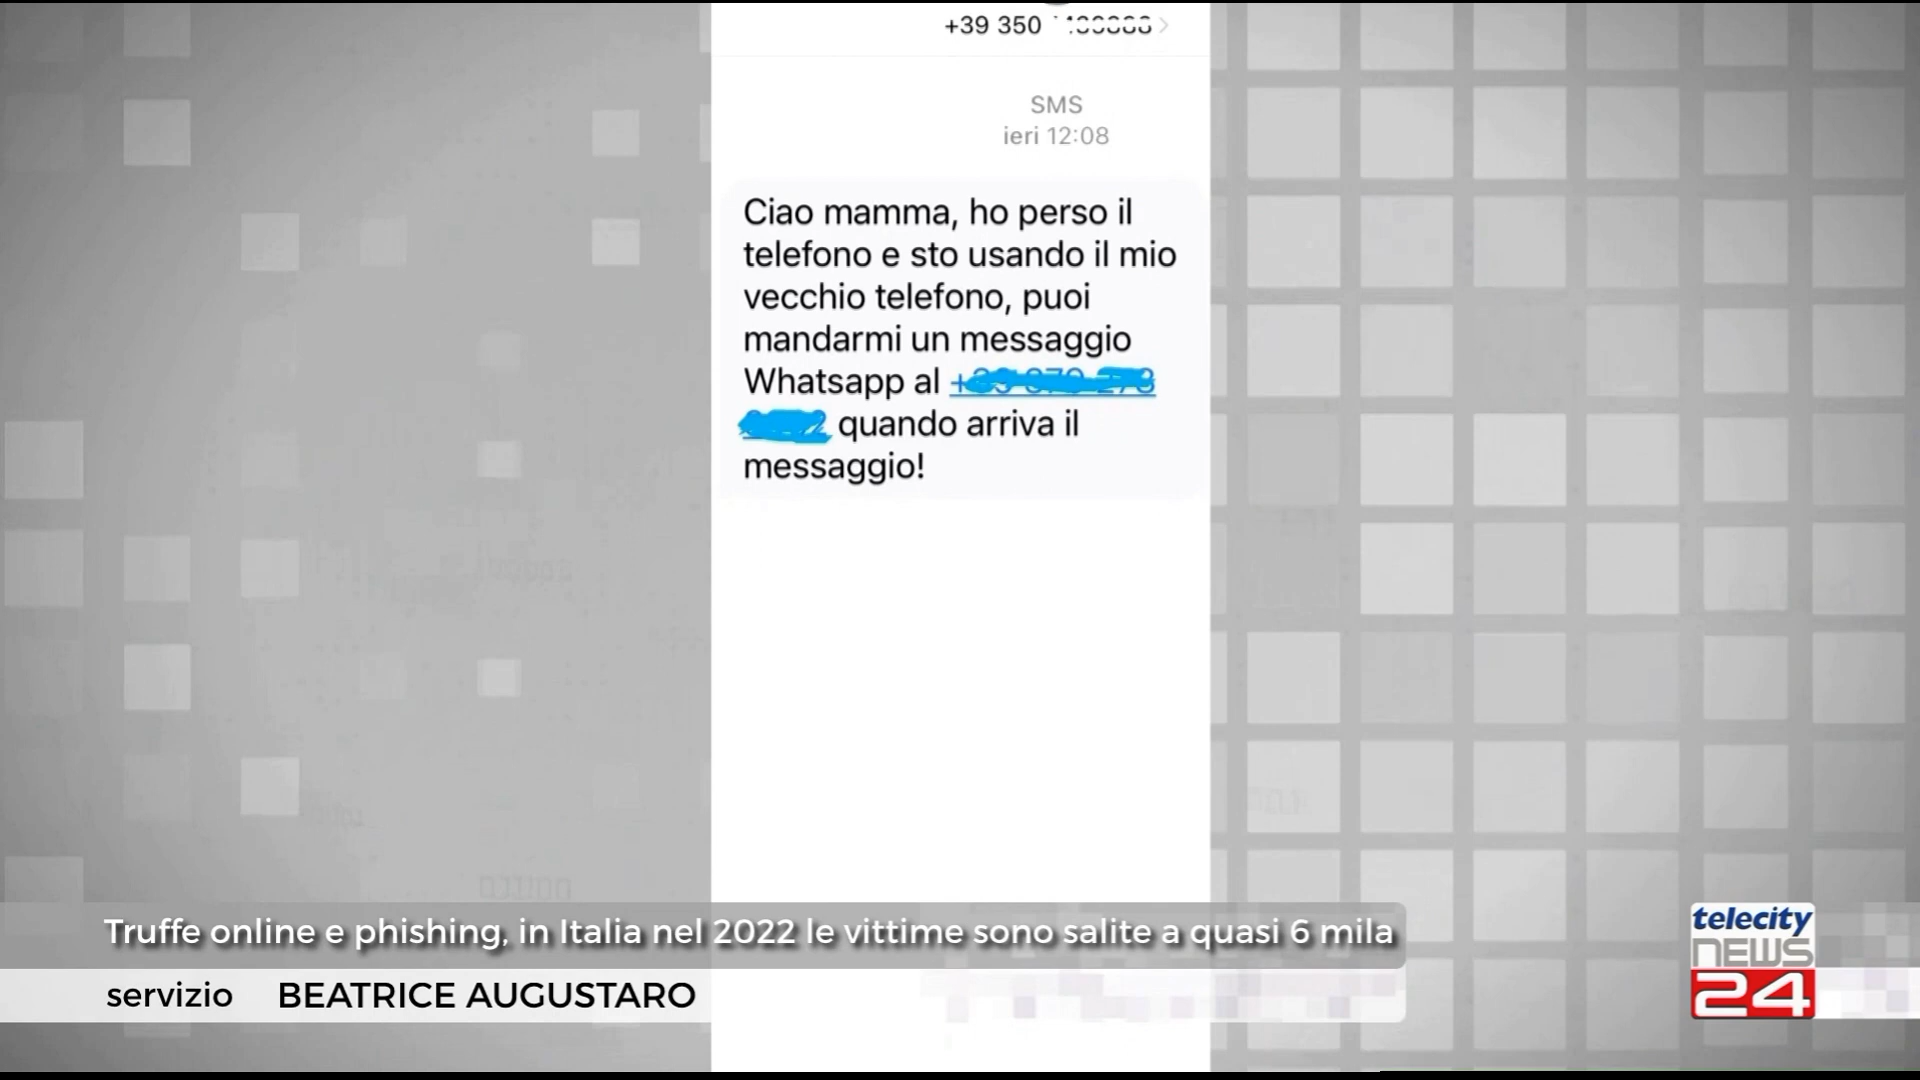 +39 350
SMS
ieri 12:08
Ciao mamma, ho perso il
telefono e sto usando il mio
vecchio telefono, puoi
mandarmi un messaggio
Whatsapp al
quando arriva il
messaggio!
Truffe online e phishing, in Italia nel 2022 le vittime sono salite a quasi 6 mila
servizio BEATRICE AUGUSTARO
telecity
NEWS
24